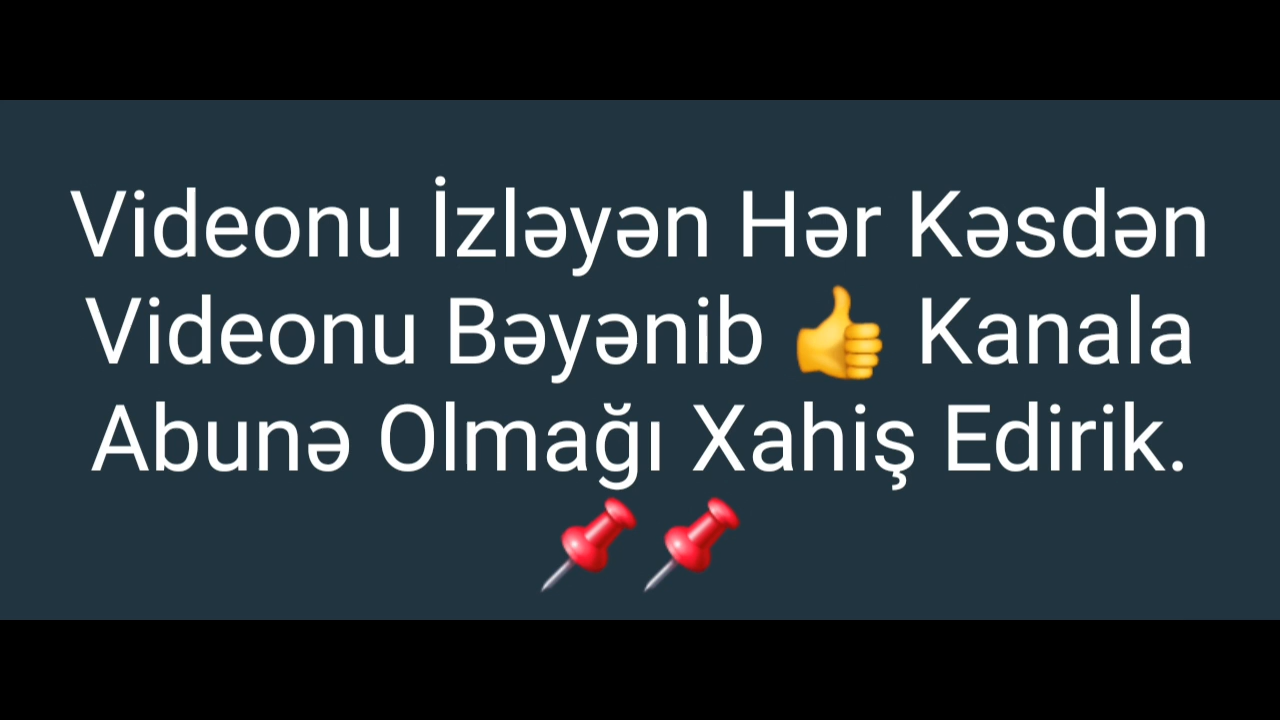 Videonu İzləyən Hər Kəsdən
Videonu Bəyənib 👍 Kanala
Abunə Olmağı Xahiş Edirik.
📌📌